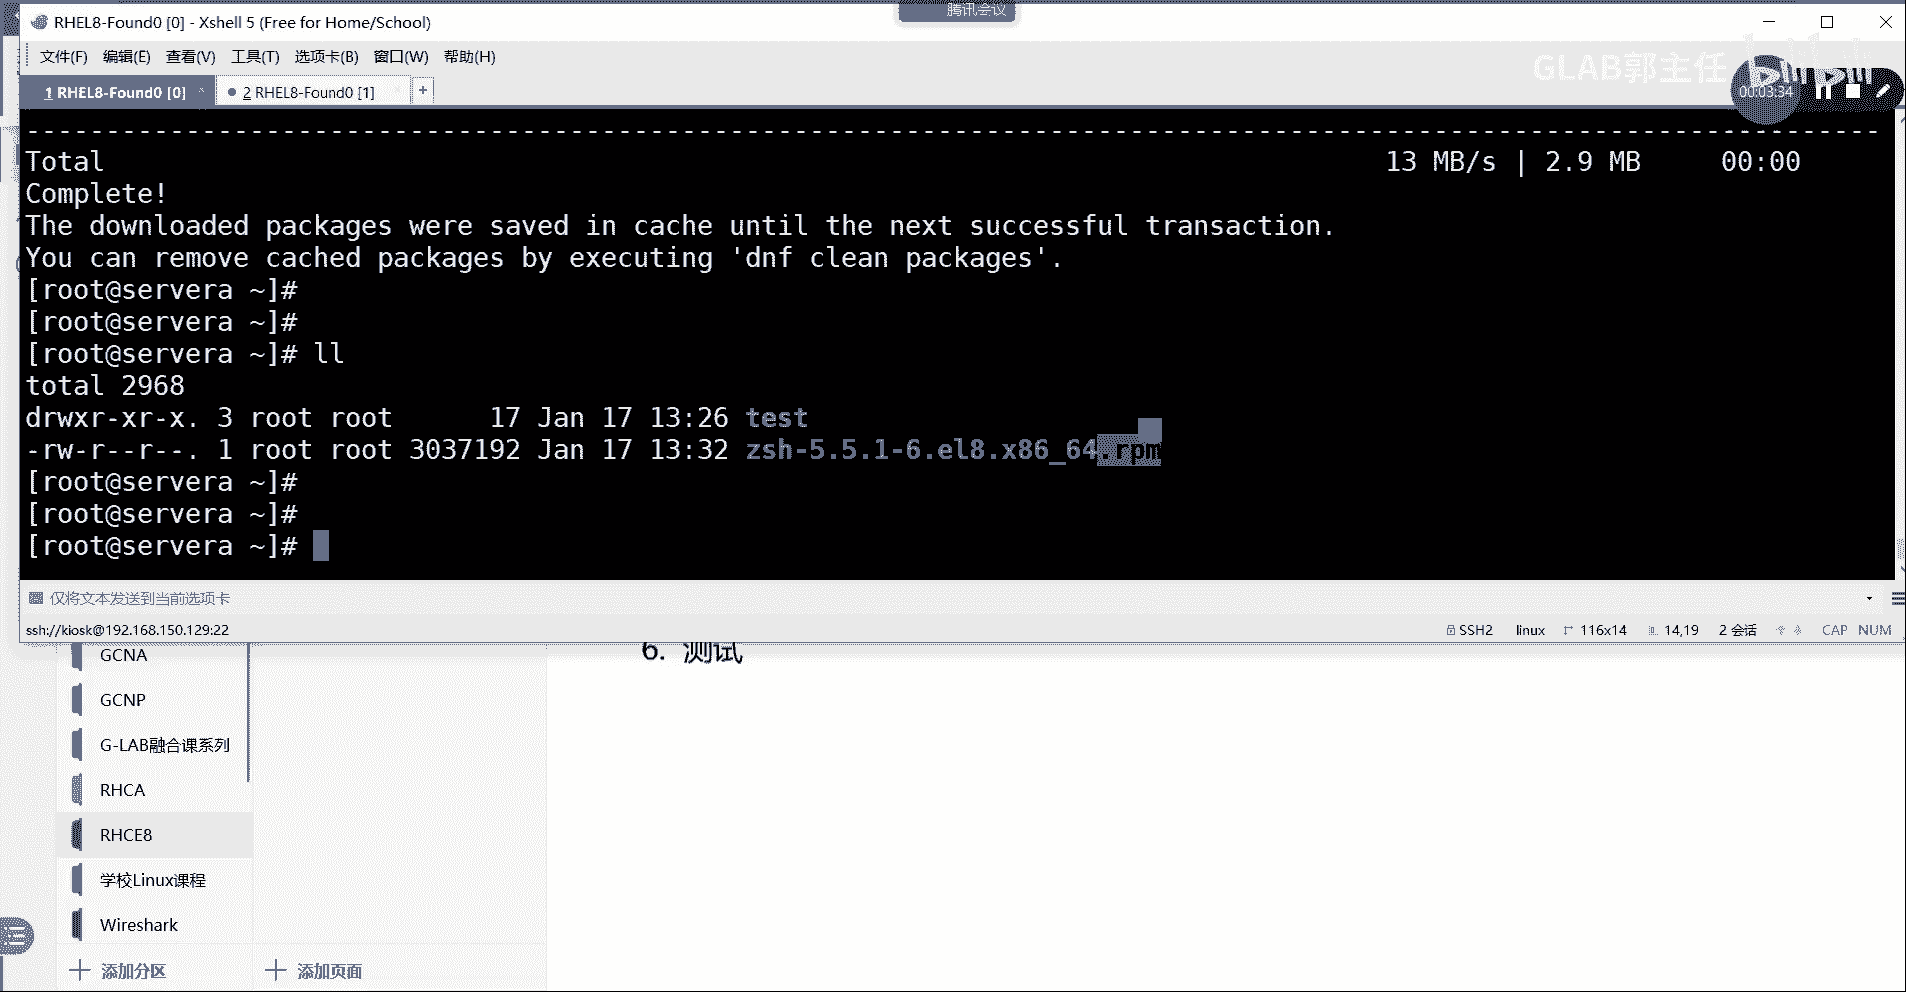 腾讯会议
RHEL8-Found0 [0] - Xshell 5 (Free for Home/School)
文件(F) 编辑(E) 查看(V) 工具(T) 选项卡(B) 窗口(W) 帮助(H)
GLAB郭主任 bilibili
1 RHEL8-Found0 [0] 2 RHEL8-Found0 [1] +
00:03:34
--------------------------------------------------------------------------------------------------------------------
Total 13 MB/s | 2.9 MB 00:00
Complete!
The downloaded packages were saved in cache until the next successful transaction.
You can remove cached packages by executing 'dnf clean packages'.
[root@servera ~]#
[root@servera ~]#
[root@servera ~]# ll
total 2968
drwxr-xr-x. 3 root root 17 Jan 17 13:26 test
-rw-r--r--. 1 root root 3037192 Jan 17 13:32 zsh-5.5.1-6.el8.x86_64.rpm
[root@servera ~]#
[root@servera ~]#
[root@servera ~]#
仅将文本发送到当前选项卡
ssh://kiosk@192.168.150.129:22 SSH2 linux 116x14 14,19 2 会话 CAP NUM
6. 测试
GCNA
GCNP
G-LAB融合课系列
RHCA
RHCE8
学校Linux课程
Wireshark
添加分区 添加页面